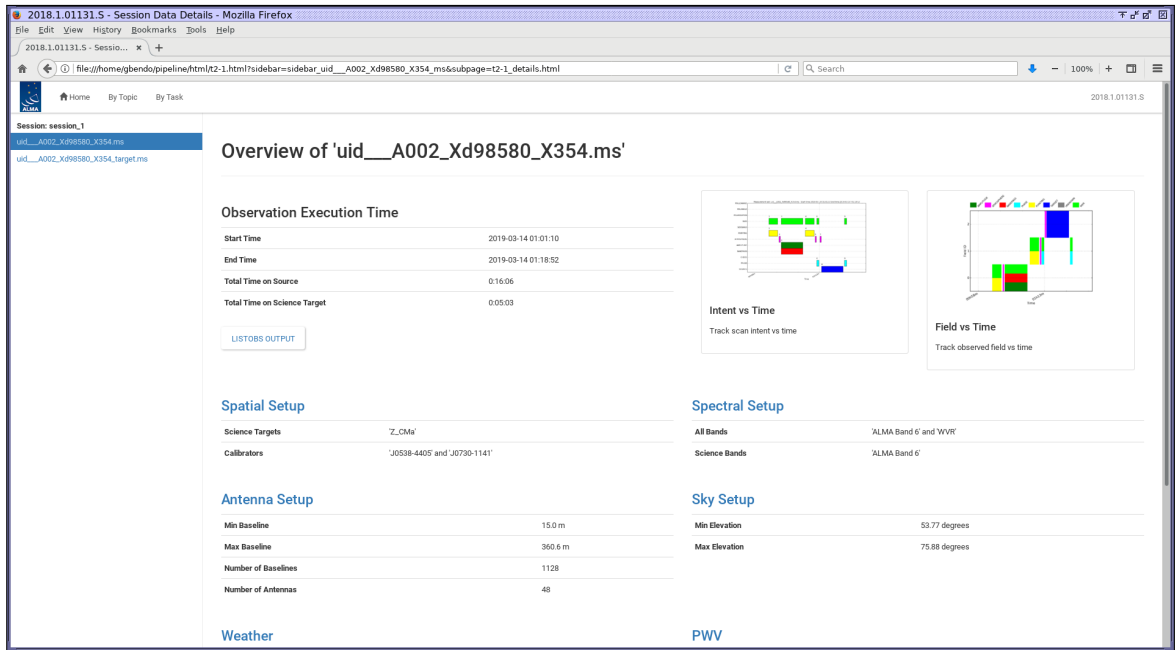 2018.1.01131.S - Session Data Details - Mozilla Firefox
File Edit View History Bookmarks Tools Help
2018.1.01131.S - Sessio... × +
file:///home/gbendo/pipeline/html/t2-1.html?sidebar=sidebar_uid___A002_Xd98580_X354_ms&subpage=t2-1_details.html Search 100%
ALMA Home By Topic By Task 2018.1.01131.S
Session: session_1
uid___A002_Xd98580_X354.ms
uid___A002_Xd98580_X354_target.ms
Overview of 'uid___A002_Xd98580_X354.ms'
Observation Execution Time
Start Time 2019-03-14 01:01:10
End Time 2019-03-14 01:18:52
Total Time on Source 0:16:06
Total Time on Science Target 0:05:03
LISTOBS OUTPUT
Intent vs Time
Track scan intent vs time
Field vs Time
Track observed field vs time
Spatial Setup
Science Targets 'Z_CMa'
Calibrators 'J0538-4405' and 'J0730-1141'
Spectral Setup
All Bands 'ALMA Band 6' and 'WVR'
Science Bands 'ALMA Band 6'
Antenna Setup
Min Baseline 15.0 m
Max Baseline 360.6 m
Number of Baselines 1128
Number of Antennas 48
Sky Setup
Min Elevation 53.77 degrees
Max Elevation 75.88 degrees
Weather
PWV